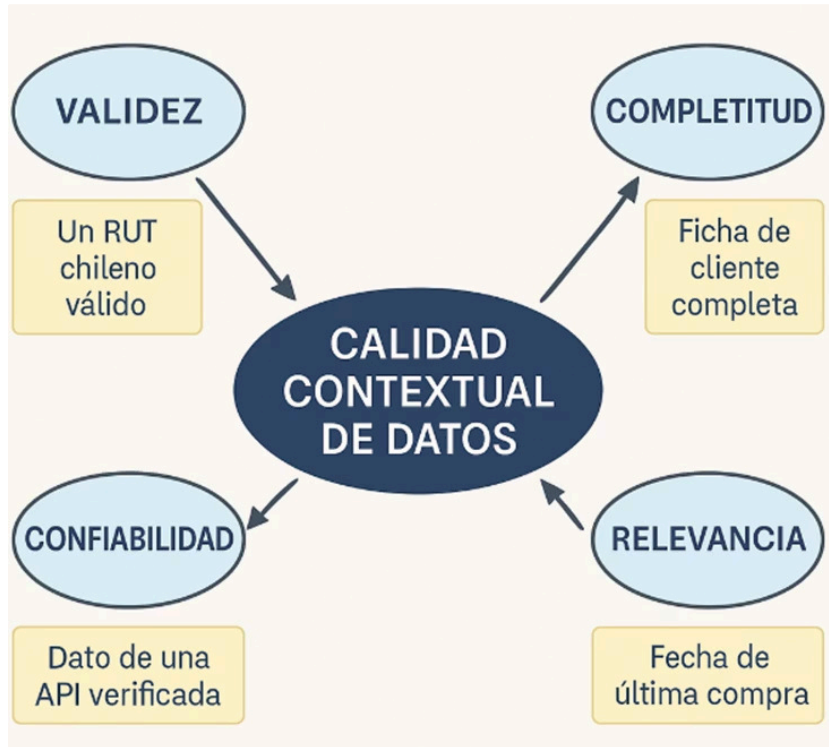 VALIDEZ
Un RUT
chileno
válido
COMPLETITUD
Ficha de
cliente
completa
CALIDAD
CONTEXTUAL
DE DATOS
CONFIABILIDAD
Dato de una
API verificada
RELEVANCIA
Fecha de
última compra